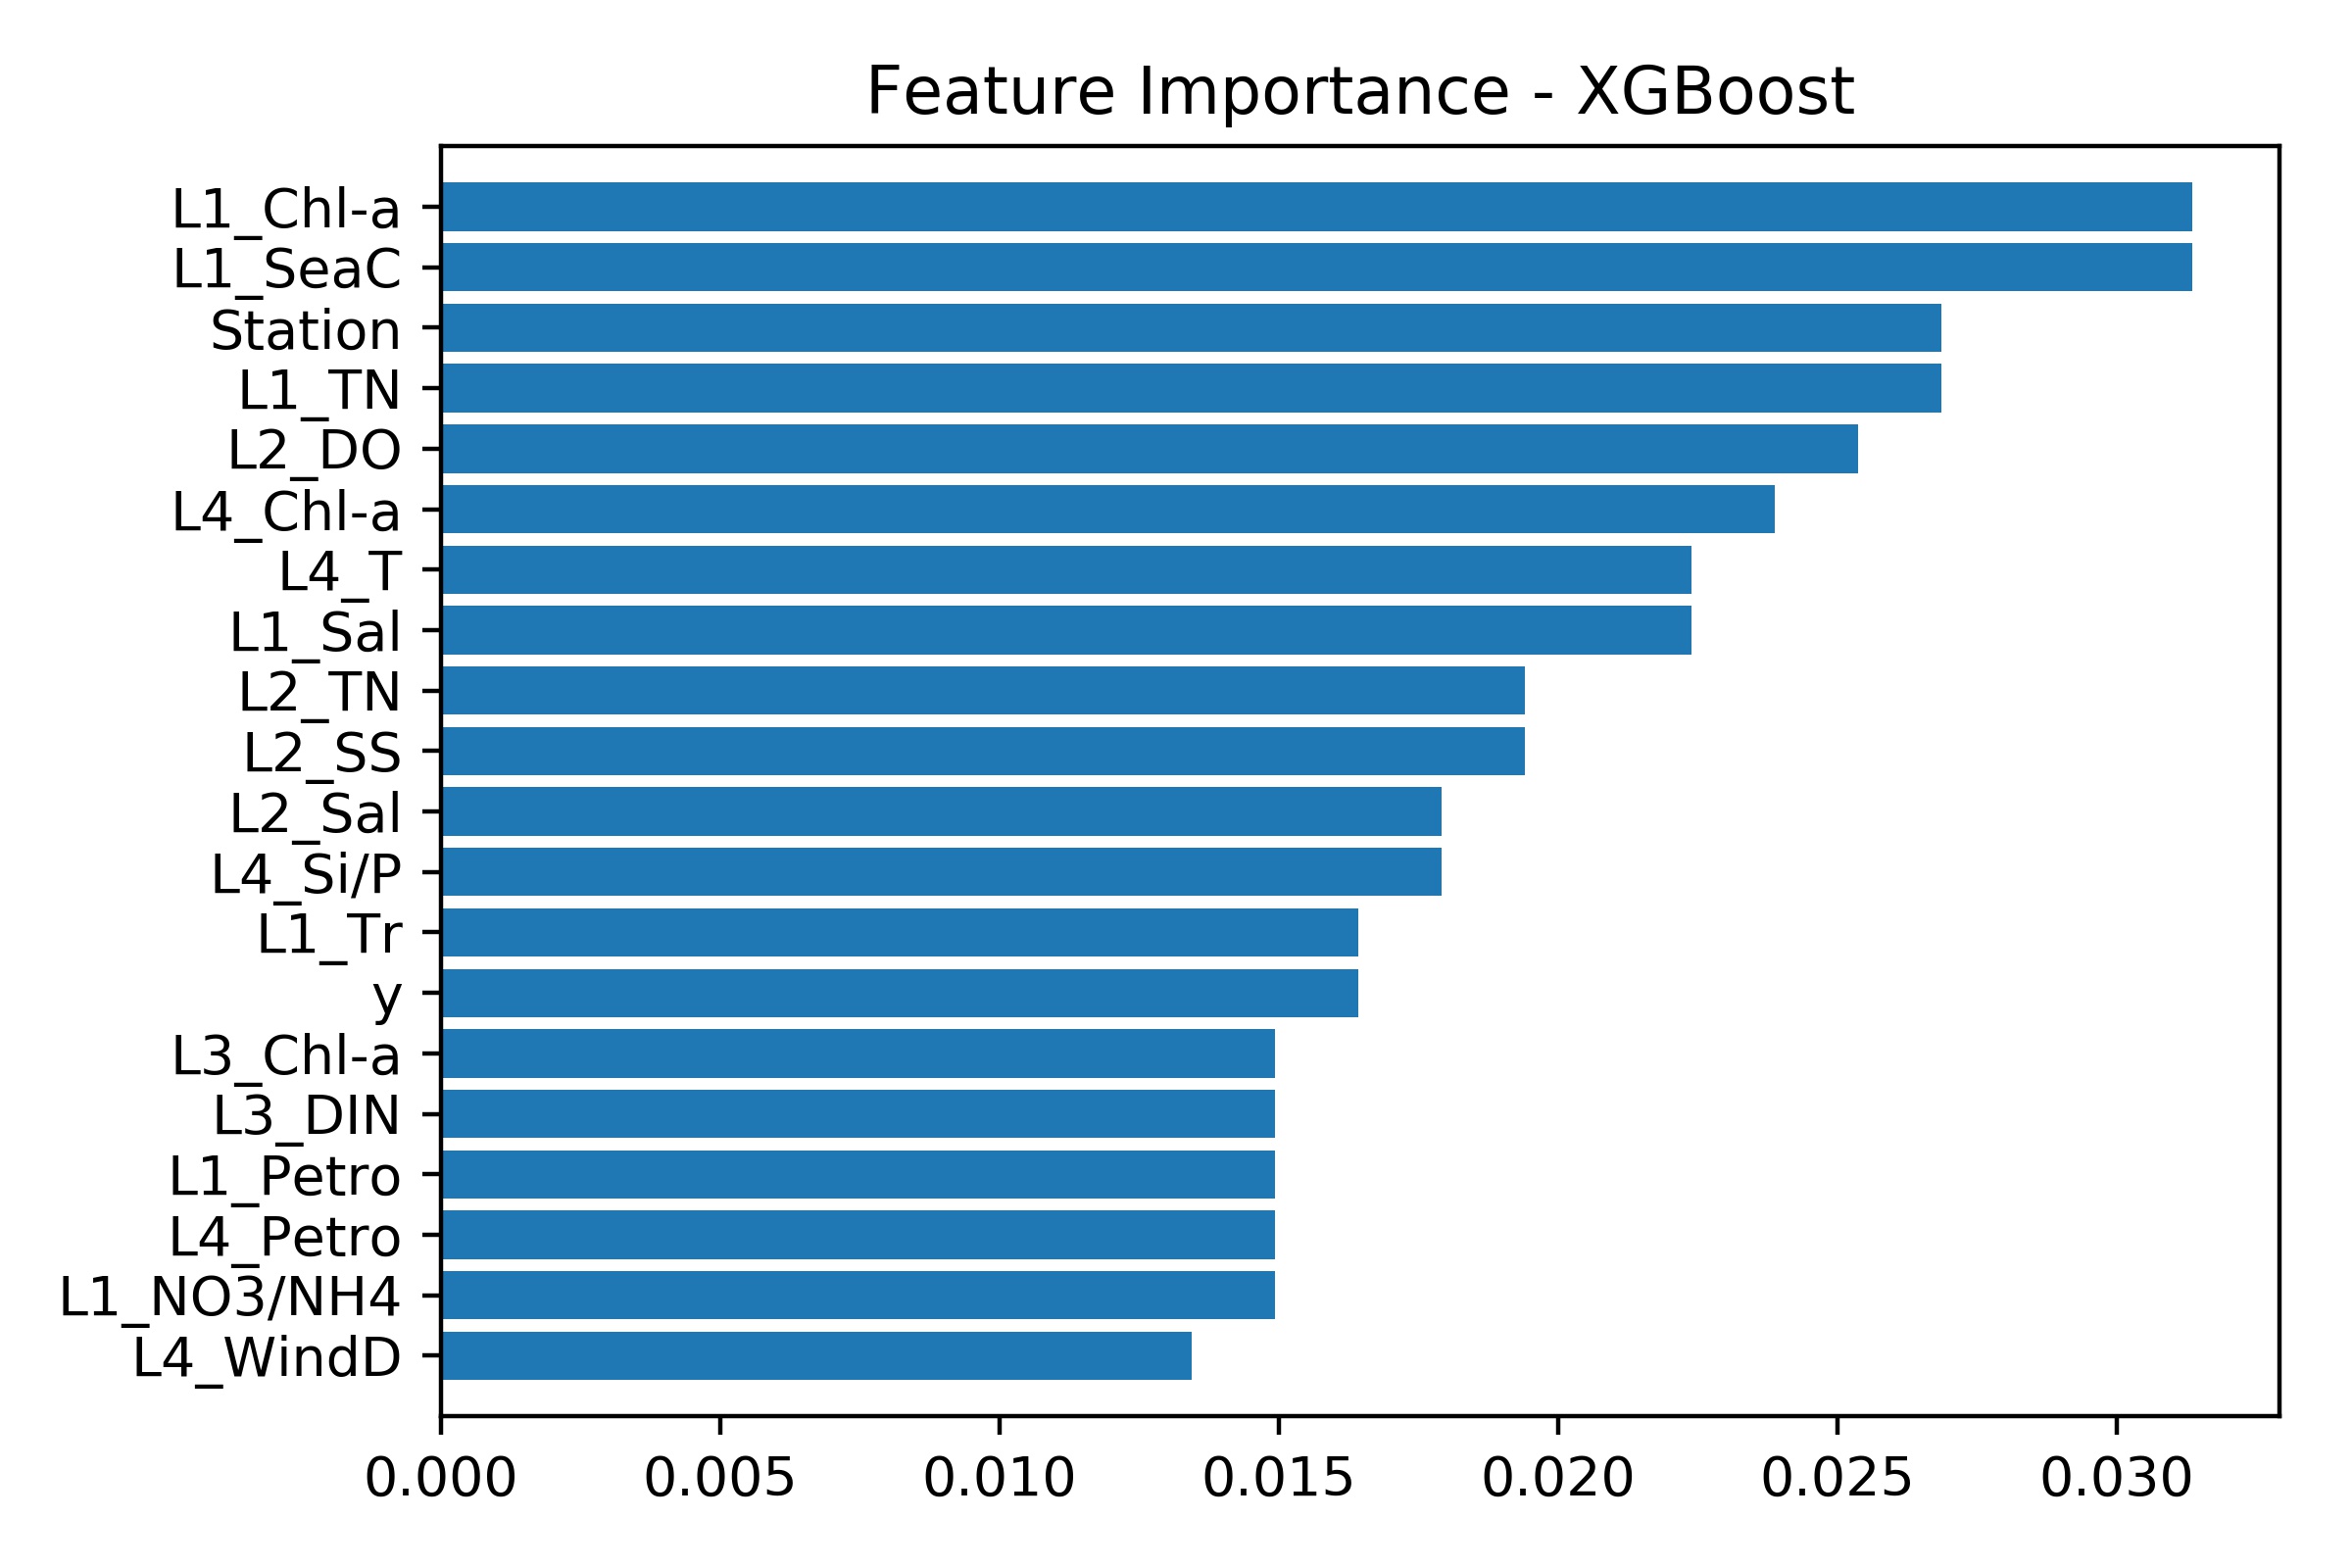 Feature Importance - XGBoost
L1_Chl-a
L1_SeaC
Station
L1_TN
L2_DO
L4_Chl-a
L4_T
L1_Sal
L2_TN
L2_SS
L2_Sal
L4_Si/P
L1_Tr
y
L3_Chl-a
L3_DIN
L1_Petro
L4_Petro
L1_NO3/NH4
L4_WindD
0.000 0.005 0.010 0.015 0.020 0.025 0.030